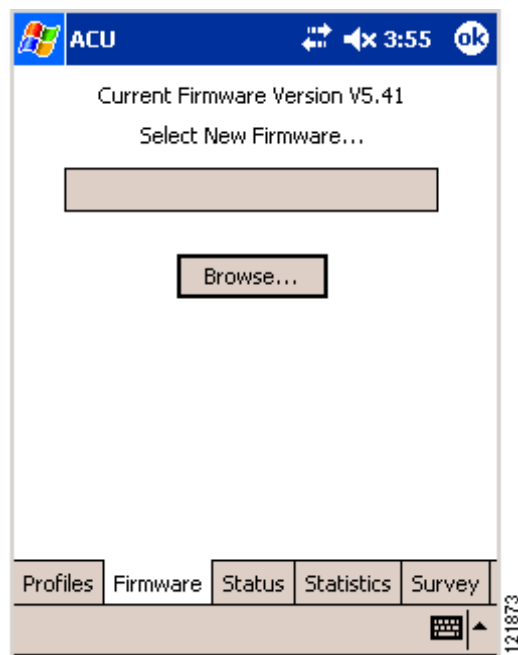 ACU 3:55 ok
Current Firmware Version V5.41
Select New Firmware...
Browse...
Profiles Firmware Status Statistics Survey
121873